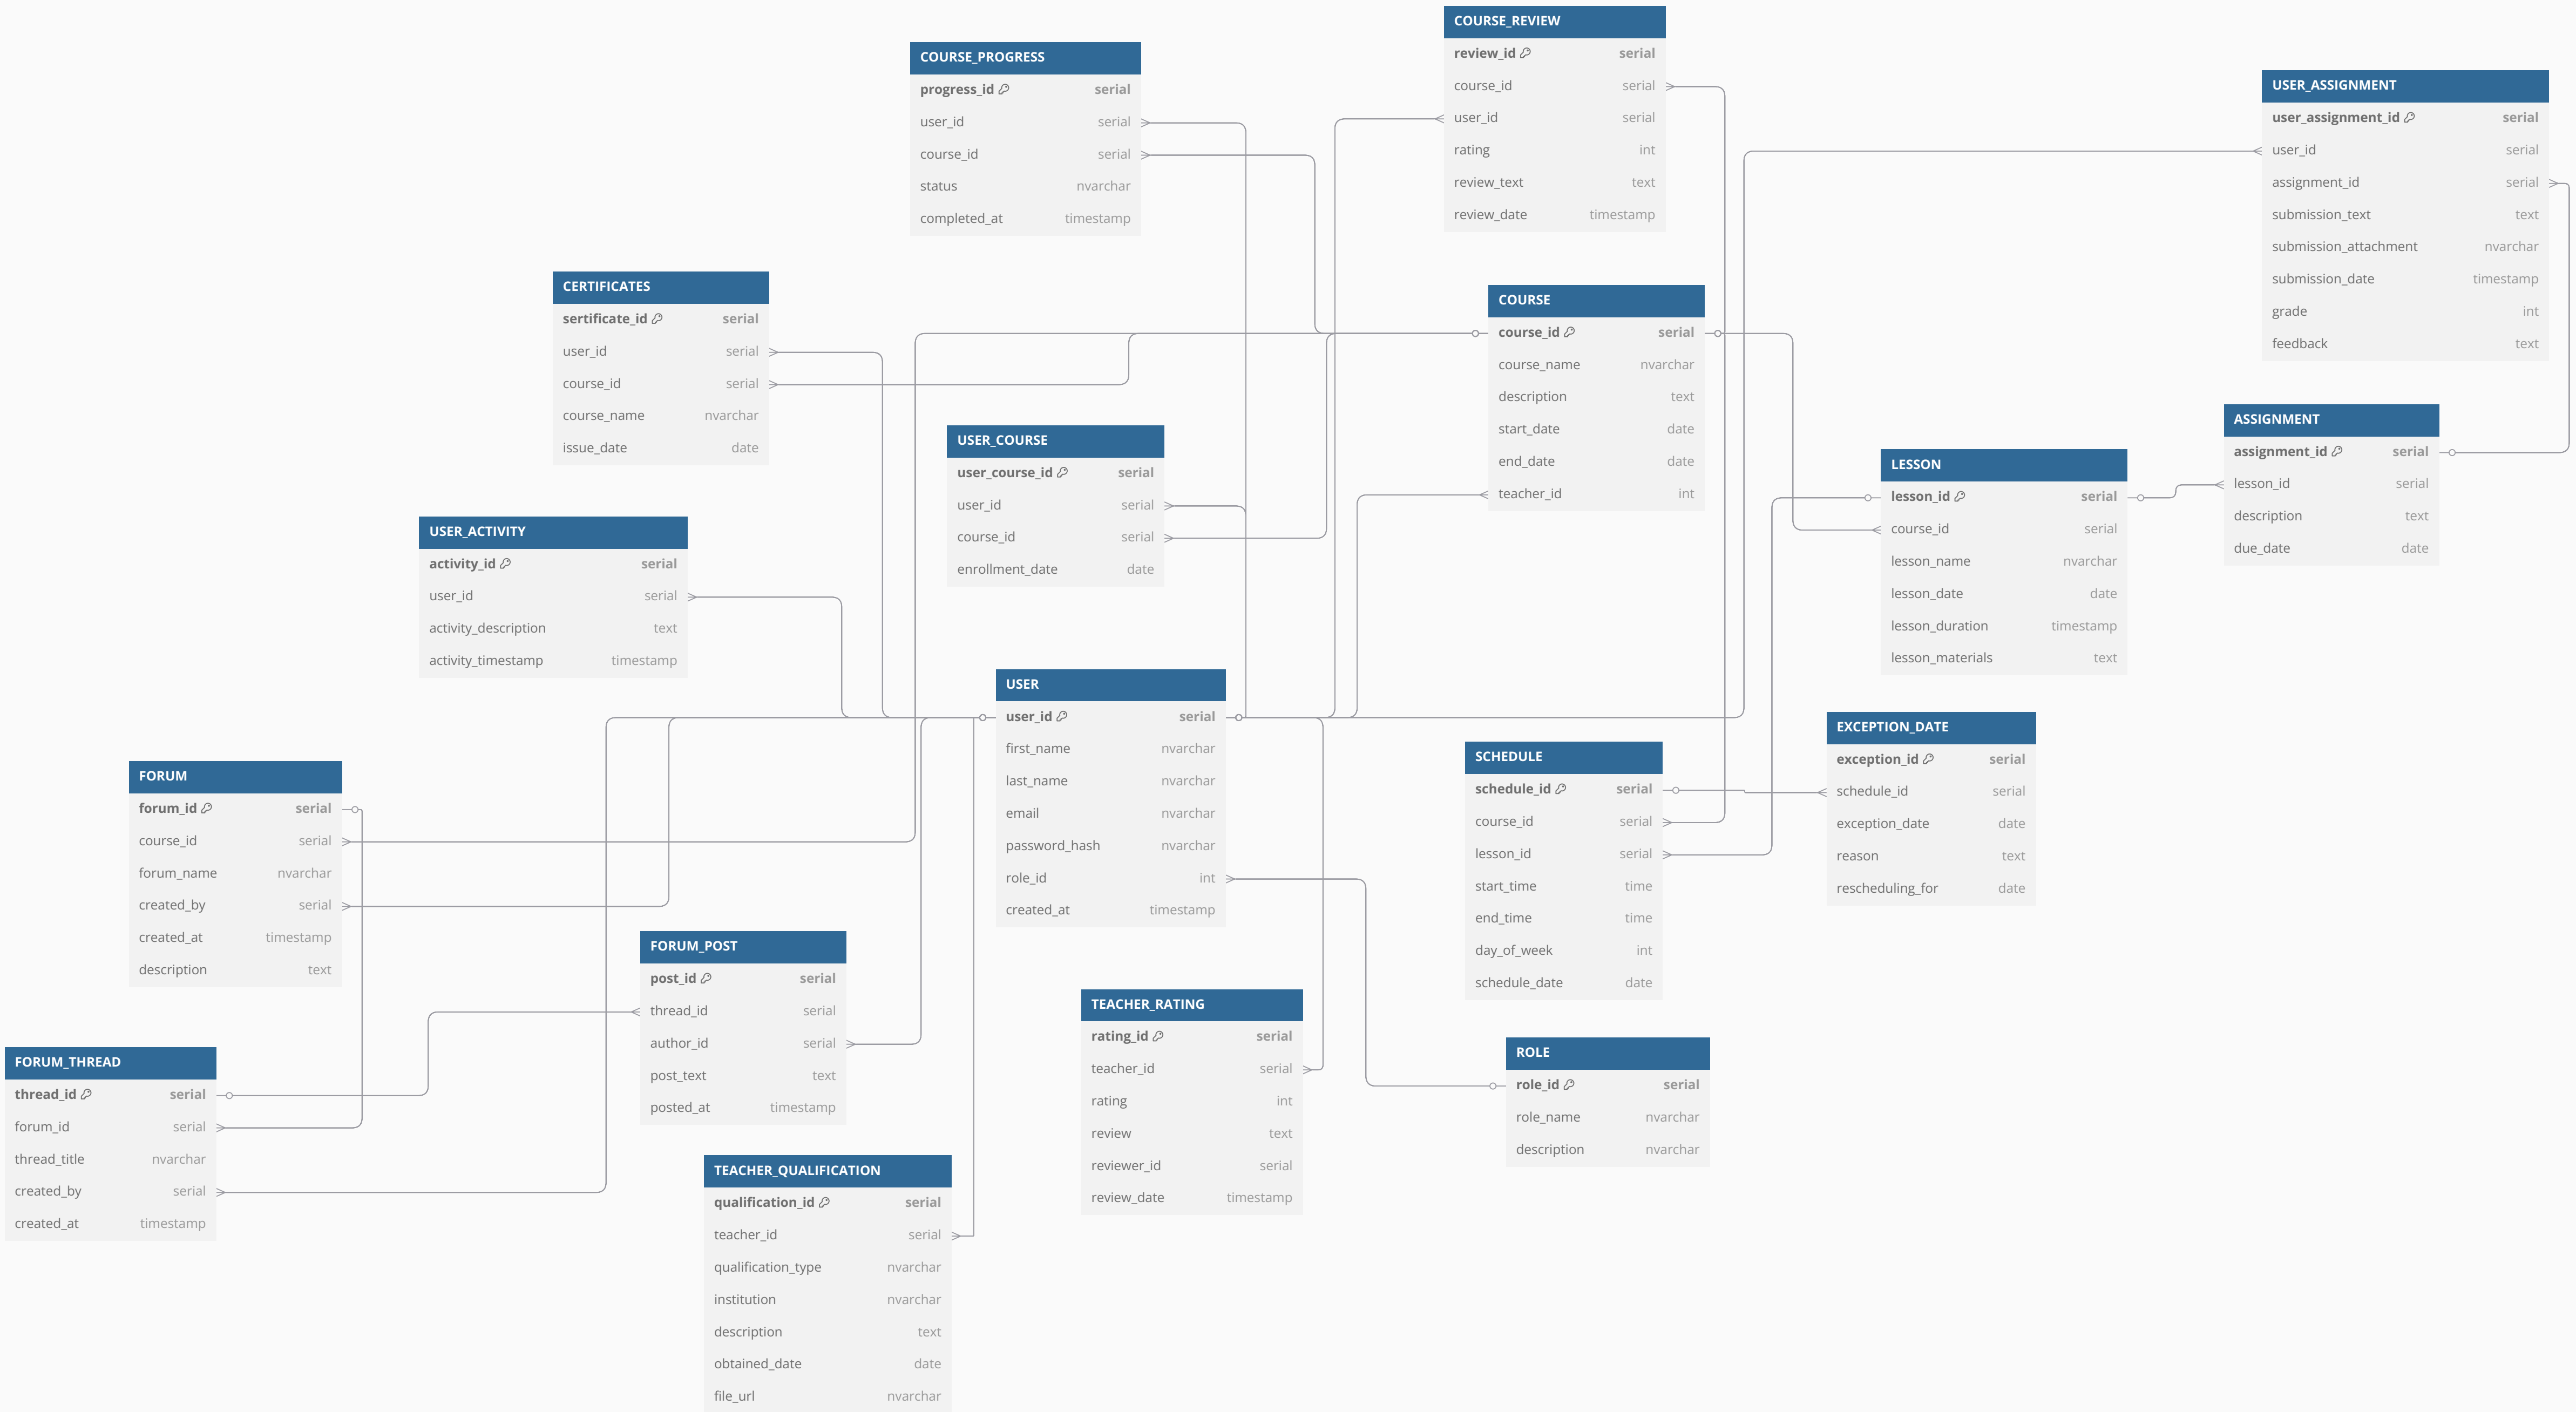 COURSE_REVIEW
review_id serial
course_id serial
user_id serial
rating int
review_text text
review_date timestamp
COURSE_PROGRESS
progress_id serial
user_id serial
course_id serial
status nvarchar
completed_at timestamp
USER_ASSIGNMENT
user_assignment_id serial
user_id serial
assignment_id serial
submission_text text
submission_attachment nvarchar
submission_date timestamp
grade int
feedback text
CERTIFICATES
sertificate_id serial
user_id serial
course_id serial
course_name nvarchar
issue_date date
COURSE
course_id serial
course_name nvarchar
description text
start_date date
end_date date
teacher_id int
ASSIGNMENT
assignment_id serial
lesson_id serial
description text
due_date date
USER_COURSE
user_course_id serial
user_id serial
course_id serial
enrollment_date date
LESSON
lesson_id serial
course_id serial
lesson_name nvarchar
lesson_date date
lesson_duration timestamp
lesson_materials text
USER_ACTIVITY
activity_id serial
user_id serial
activity_description text
activity_timestamp timestamp
USER
user_id serial
first_name nvarchar
last_name nvarchar
email nvarchar
password_hash nvarchar
role_id int
created_at timestamp
EXCEPTION_DATE
exception_id serial
schedule_id serial
exception_date date
reason text
rescheduling_for date
SCHEDULE
schedule_id serial
course_id serial
lesson_id serial
start_time time
end_time time
day_of_week int
schedule_date date
FORUM
forum_id serial
course_id serial
forum_name nvarchar
created_by serial
created_at timestamp
description text
FORUM_POST
post_id serial
thread_id serial
author_id serial
post_text text
posted_at timestamp
TEACHER_RATING
rating_id serial
teacher_id serial
rating int
review text
reviewer_id serial
review_date timestamp
ROLE
role_id serial
role_name nvarchar
description nvarchar
FORUM_THREAD
thread_id serial
forum_id serial
thread_title nvarchar
created_by serial
created_at timestamp
TEACHER_QUALIFICATION
qualification_id serial
teacher_id serial
qualification_type nvarchar
institution nvarchar
description text
obtained_date date
file_url nvarchar